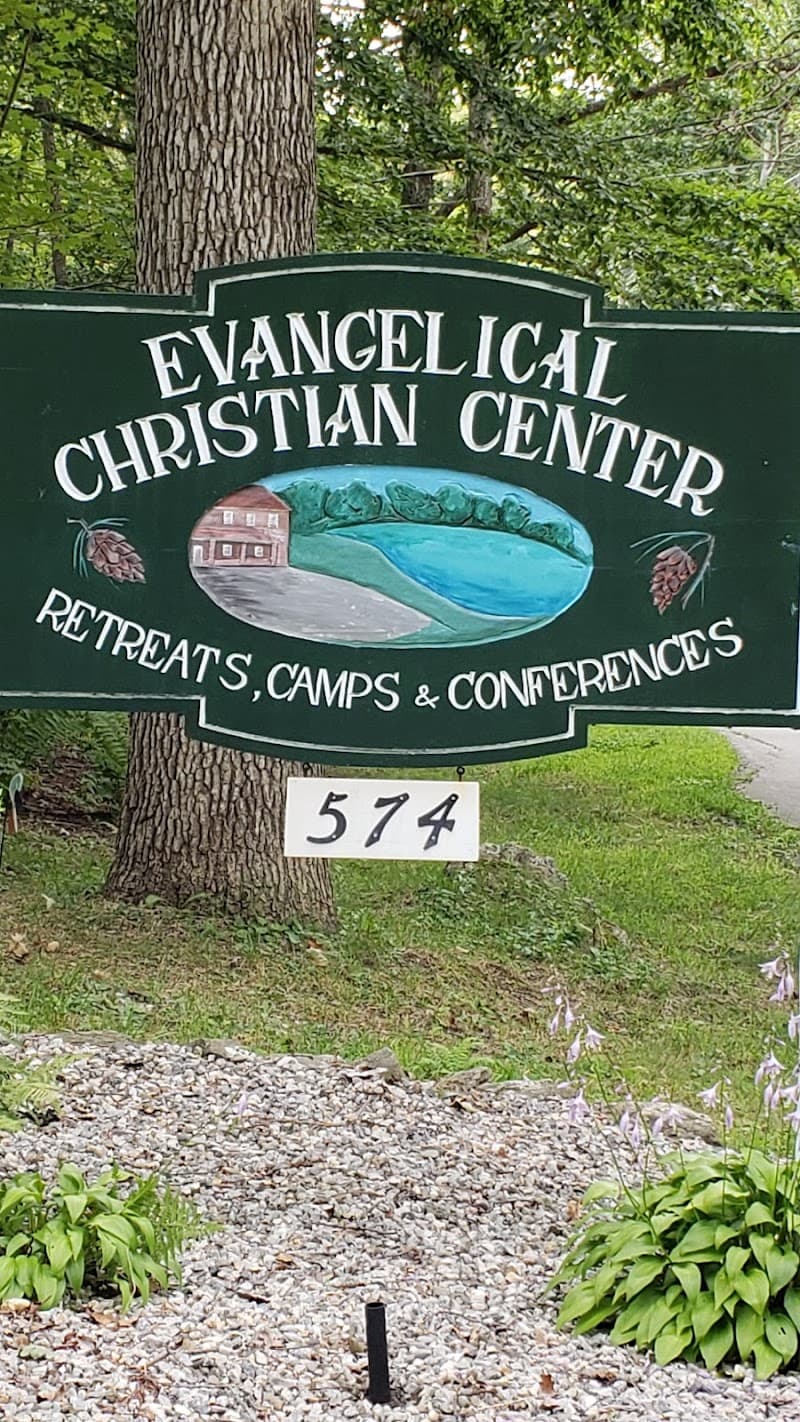 EVANGELICAL
CHRISTIAN CENTER
RETREATS, CAMPS & CONFERENCES
574